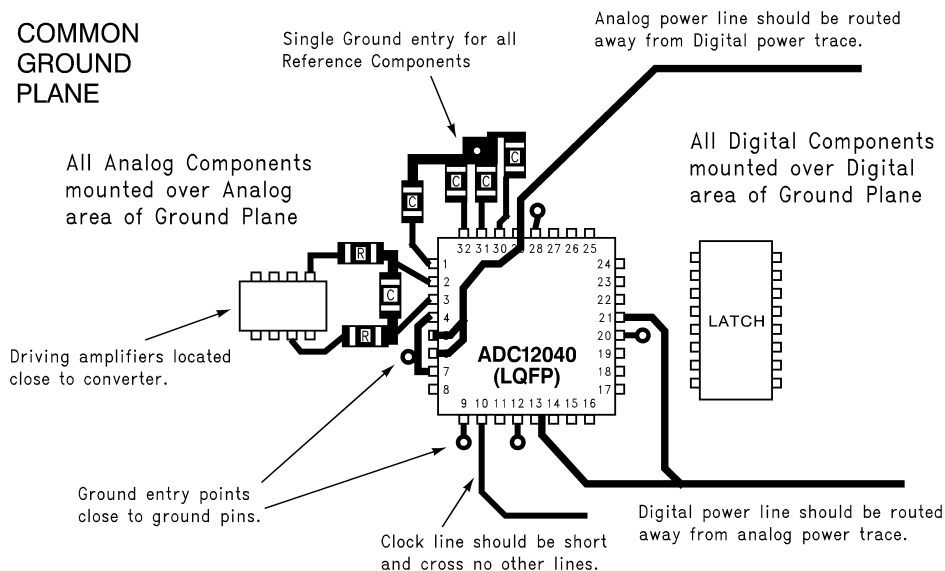 COMMON
GROUND
PLANE
Single Ground entry for all
Reference Components
Analog power line should be routed
away from Digital power trace.
All Analog Components
mounted over Analog
area of Ground Plane
All Digital Components
mounted over Digital
area of Ground Plane
C
C
C
C
R
C
R
32 31 30 28 27 26 25
1
2
3
4
7
8
24
23
22
21
20
19
18
17
9 10 11 12 13 14 15 16
ADC12040
(LQFP)
LATCH
Driving amplifiers located
close to converter.
Ground entry points
close to ground pins.
Clock line should be short
and cross no other lines.
Digital power line should be routed
away from analog power trace.